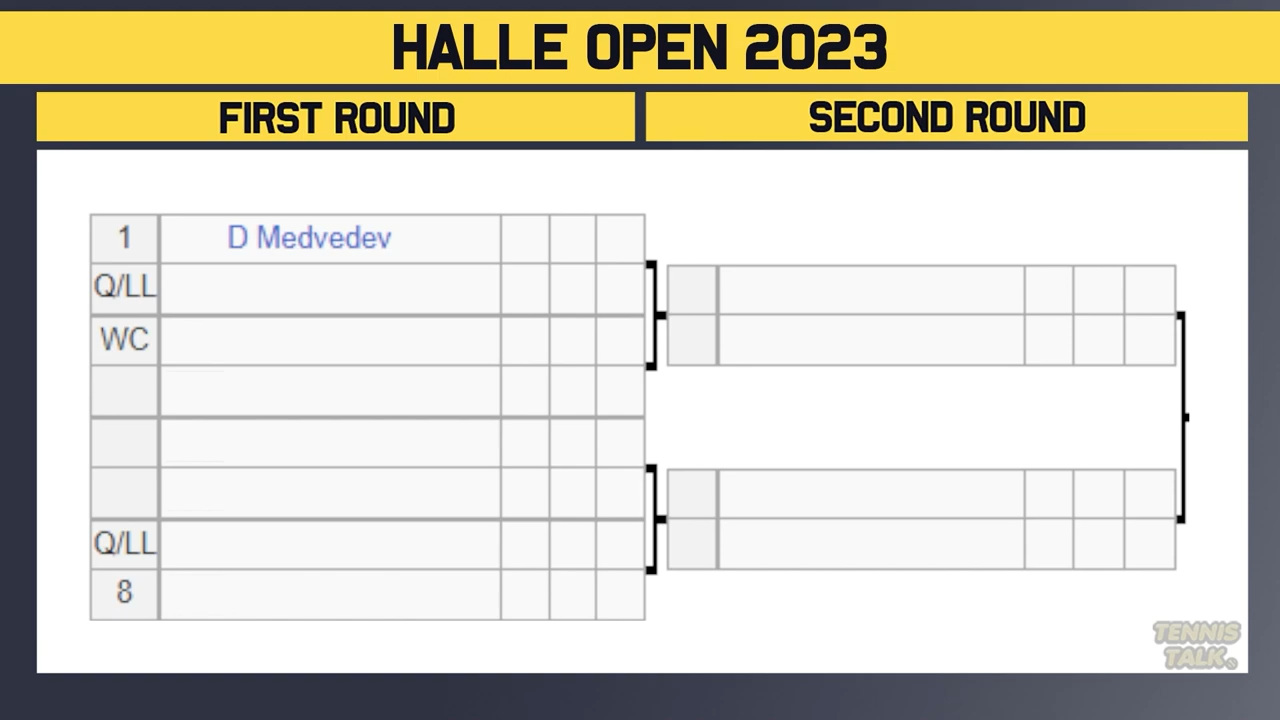 HALLE OPEN 2023
FIRST ROUND
SECOND ROUND
1 D Medvedev
Q/LL
WC
Q/LL
8
TENNIS
TALK